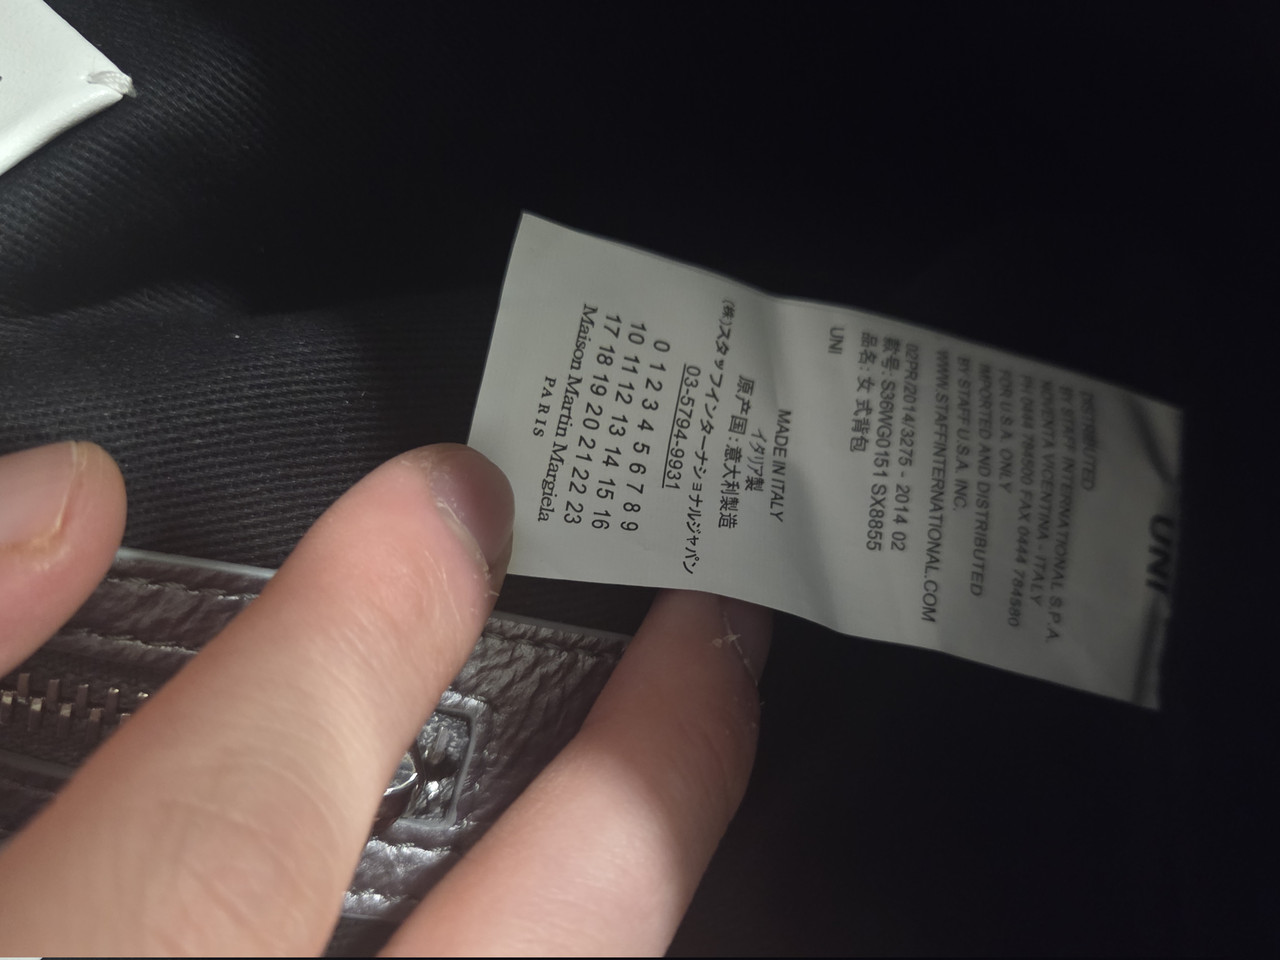 UNI
DISTRIBUTED
BY STAFF INTERNATIONAL S.P.A.
NOVENTA VICENTINA - ITALY
PH 0444 784500 FAX 0444 784580
FOR U.S.A. ONLY
IMPORTED AND DISTRIBUTED
BY STAFF U.S.A. INC.
WWW.STAFFINTERNATIONAL.COM
02PR/2014/3275 - 2014 02
款号: S36WG0151 SX8855
品名: 女 式背包
UNI
MADE IN ITALY
イタリア製
原产国 : 意大利製造
(株)スタッフインターナショナルジャパン
03-5794-9931
0 1 2 3 4 5 6 7 8 9
10 11 12 13 14 15 16
17 18 19 20 21 22 23
Maison Martin Margiela
PARIS